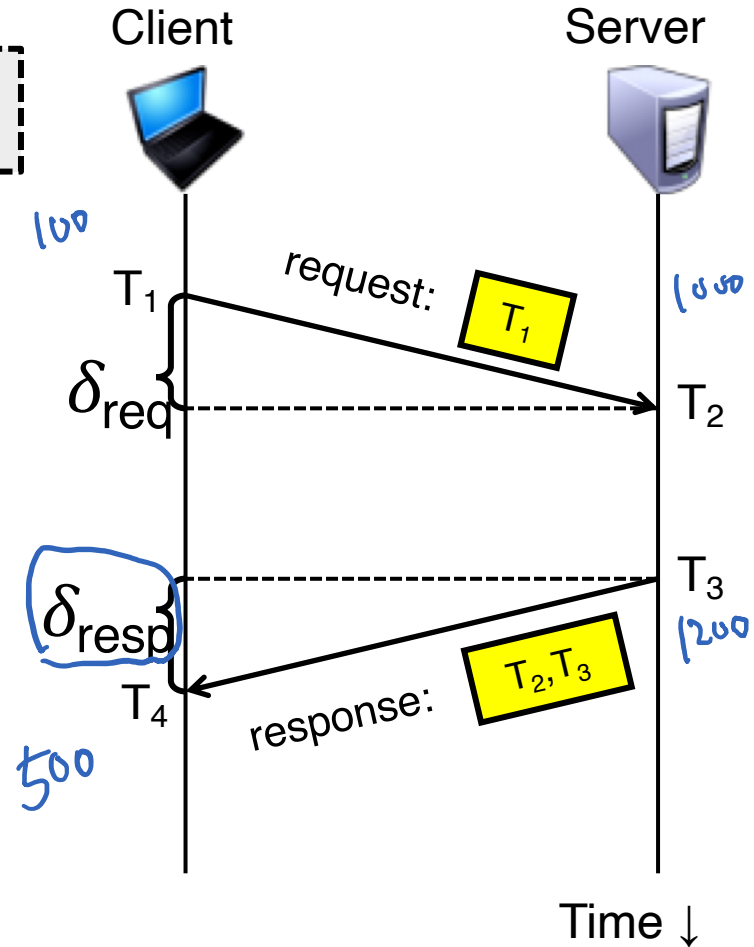 Client
Server
100
T₁
request:
T₁
1000
δreq
T₂
δresp
T₃
1200
T₄
response:
T₂,T₃
500
Time ↓